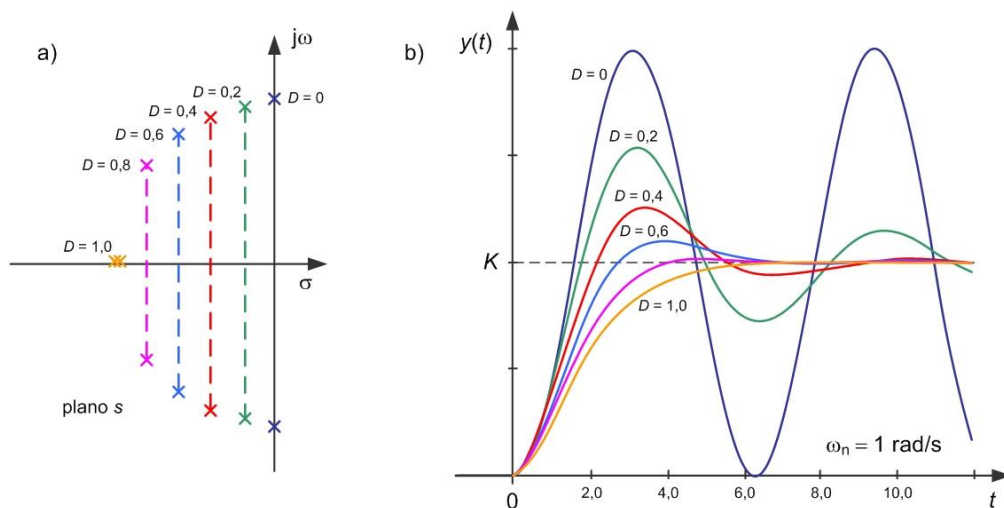 a)
jω
D = 0
D = 0,2
D = 0,4
D = 0,6
D = 0,8
D = 1,0
σ
plano s
b)
y(t)
D = 0
D = 0,2
D = 0,4
D = 0,6
K
D = 1,0
ωn = 1 rad/s
0
2,0
4,0
6,0
8,0
10,0
t